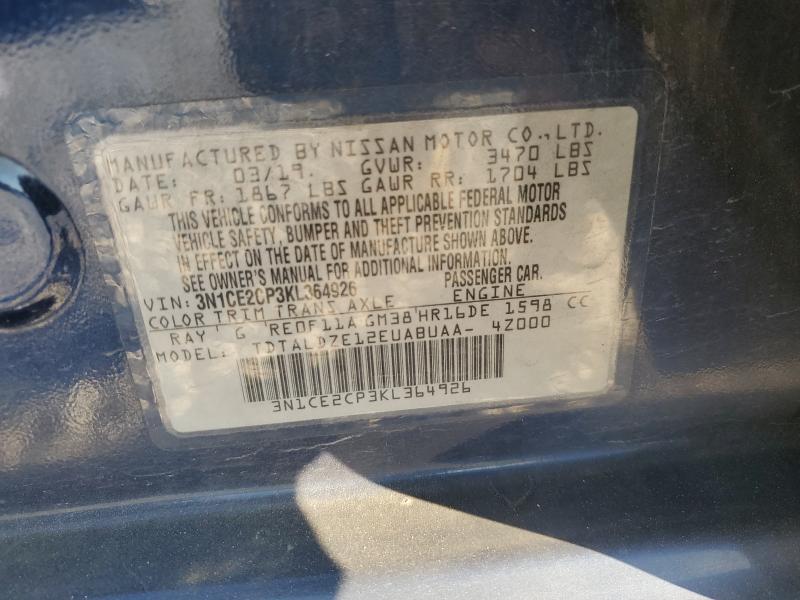 MANUFACTURED BY NISSAN MOTOR CO.,LTD.
DATE: 03/19. GVWR: 3470 LBS
GAWR FR: 1867 LBS GAWR RR: 1704 LBS
THIS VEHICLE CONFORMS TO ALL APPLICABLE FEDERAL MOTOR
VEHICLE SAFETY, BUMPER AND THEFT PREVENTION STANDARDS
IN EFFECT ON THE DATE OF MANUFACTURE SHOWN ABOVE.
SEE OWNER'S MANUAL FOR ADDITIONAL INFORMATION.
VIN: 3N1CE2CP3KL364926 PASSENGER CAR.
COLOR TRIM TRANS.AXLE ENGINE
RAY' G 'RE0F11A GM38'HR16DE 1598 CC
MODEL: TDTALDZE12EUABUAA- 4Z000
3N1CE2CP3KL364926